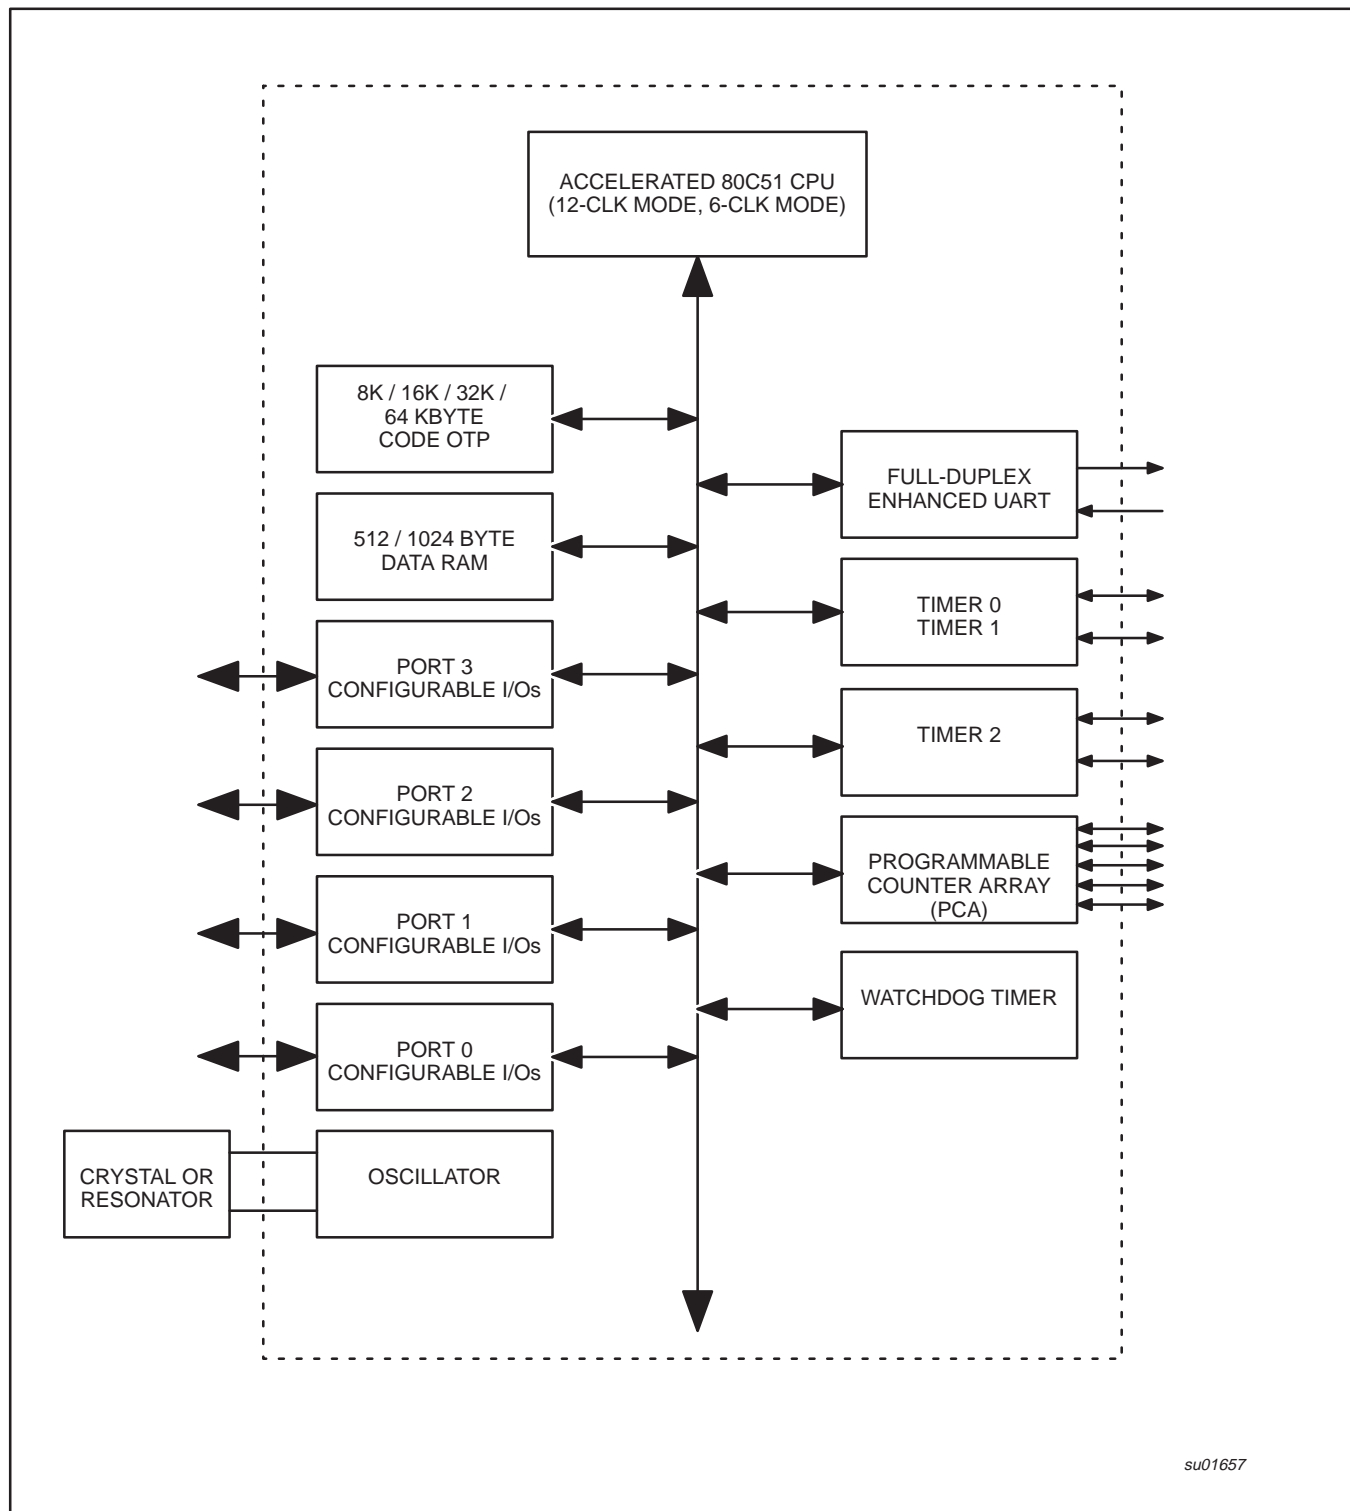 ACCELERATED 80C51 CPU
(12-CLK MODE, 6-CLK MODE)
8K / 16K / 32K /
64 KBYTE
CODE OTP
512 / 1024 BYTE
DATA RAM
PORT 3
CONFIGURABLE I/Os
PORT 2
CONFIGURABLE I/Os
PORT 1
CONFIGURABLE I/Os
PORT 0
CONFIGURABLE I/Os
CRYSTAL OR
RESONATOR
OSCILLATOR
FULL-DUPLEX
ENHANCED UART
TIMER 0
TIMER 1
TIMER 2
PROGRAMMABLE
COUNTER ARRAY
(PCA)
WATCHDOG TIMER
su01657